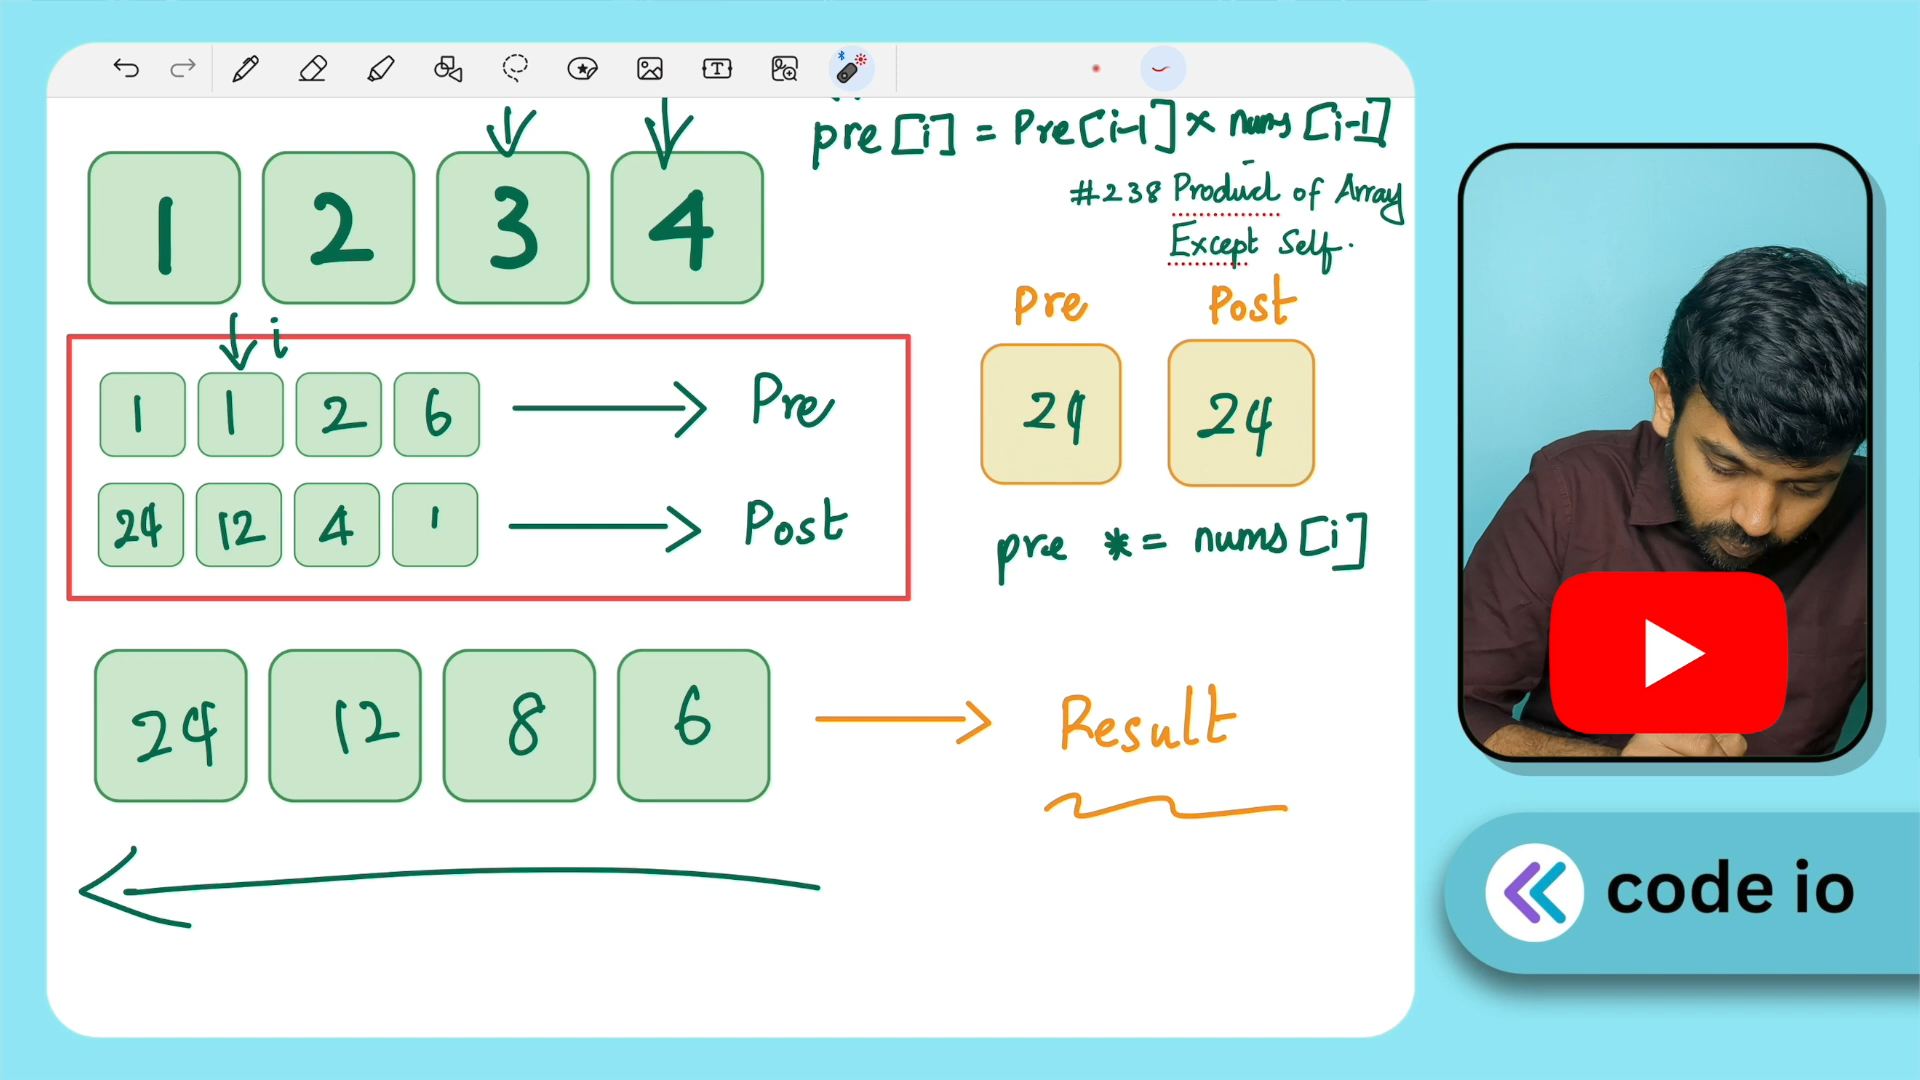 pre[i] = Pre[i-1] × nums[i-1]
#238 Product of Array
Except Self.
1 2 3 4
i
Pre Post
1 1 2 6 Pre
24 24
24 12 4 1 Post
pre *= nums[i]
24 12 8 6 Result
code io